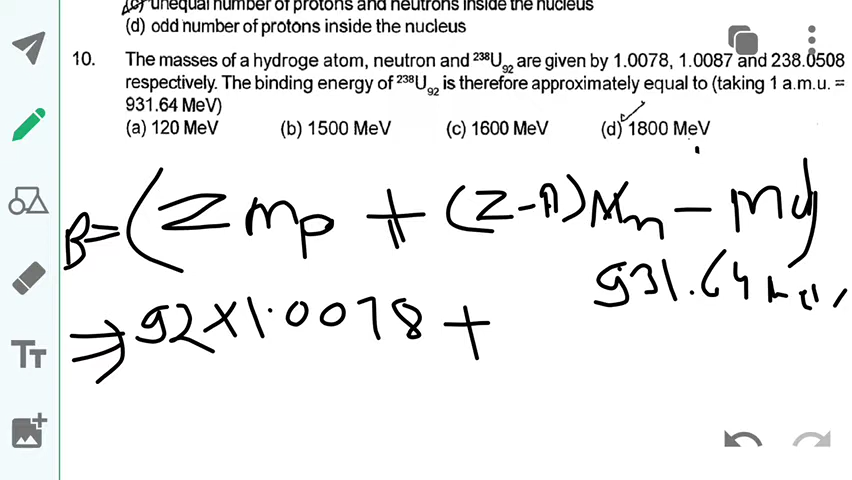 (c) unequal number of protons and neutrons inside the nucleus
(d) odd number of protons inside the nucleus
10. The masses of a hydroge atom, neutron and ²³⁸U₉₂ are given by 1.0078, 1.0087 and 238.0508
respectively. The binding energy of ²³⁸U₉₂ is therefore approximately equal to (taking 1 a.m.u. =
931.64 MeV)
(a) 120 MeV (b) 1500 MeV (c) 1600 MeV (d) 1800 MeV
B=(Zmp + (Z-A)Mn - Mu)
931.64
⇒ 92×1.0078 +
TT